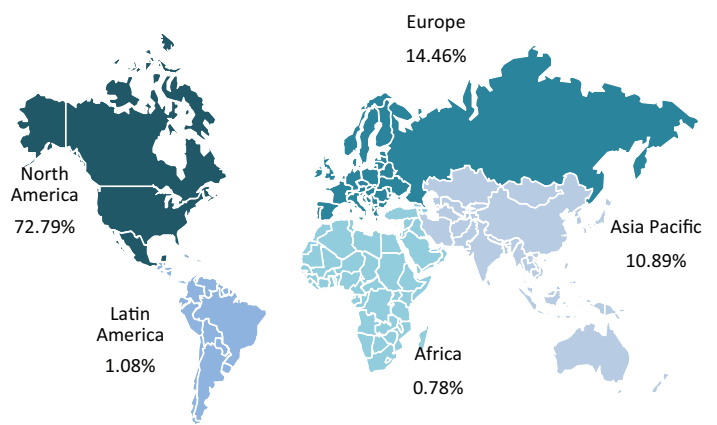 Europe
14.46%
North
America
72.79%
Asia Pacific
10.89%
Latin
America
1.08%
Africa
0.78%